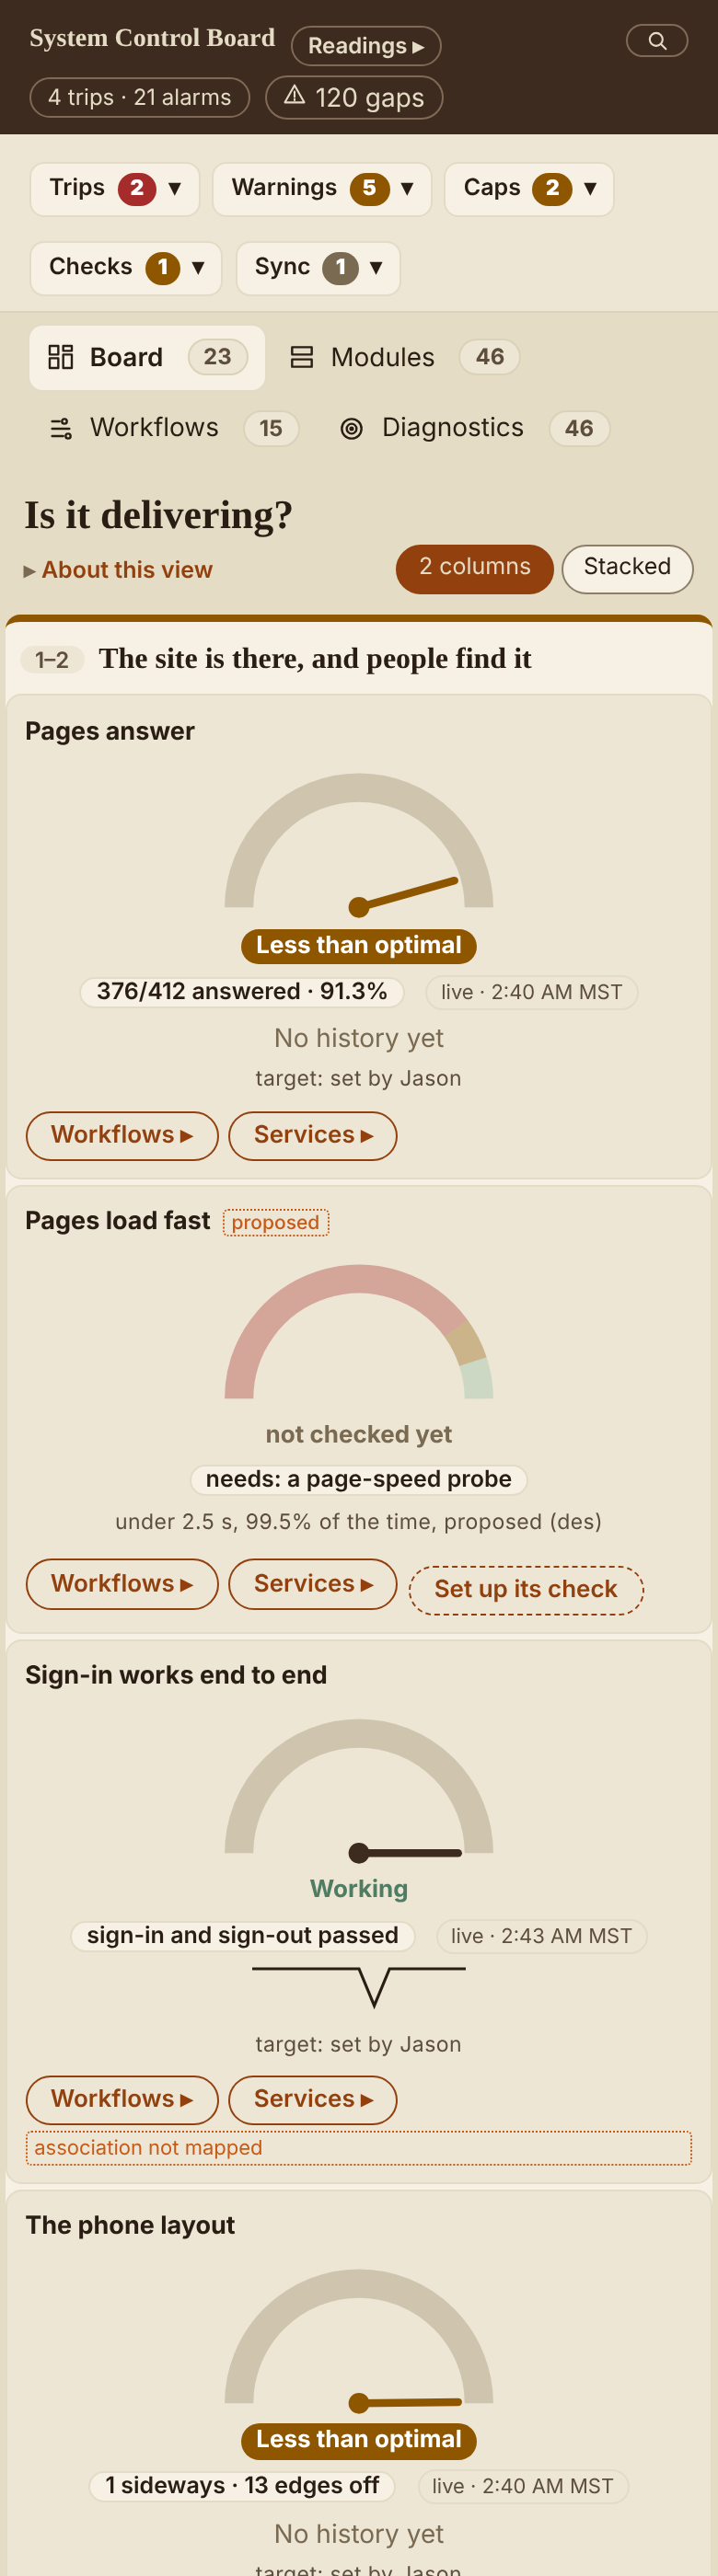 System Control Board Readings ▸
4 trips · 21 alarms ⚠ 120 gaps
Trips 2 ▾ Warnings 5 ▾ Caps 2 ▾
Checks 1 ▾ Sync 1 ▾
Board 23 Modules 46
Workflows 15 Diagnostics 46
Is it delivering?
▸ About this view 2 columns Stacked
1–2 The site is there, and people find it
Pages answer
Less than optimal
376/412 answered · 91.3% live · 2:40 AM MST
No history yet
target: set by Jason
Workflows ▸ Services ▸
Pages load fast proposed
not checked yet
needs: a page-speed probe
under 2.5 s, 99.5% of the time, proposed (des)
Workflows ▸ Services ▸ Set up its check
Sign-in works end to end
Working
sign-in and sign-out passed live · 2:43 AM MST
target: set by Jason
Workflows ▸ Services ▸
association not mapped
The phone layout
Less than optimal
1 sideways · 13 edges off live · 2:40 AM MST
No history yet
target: set by Jason